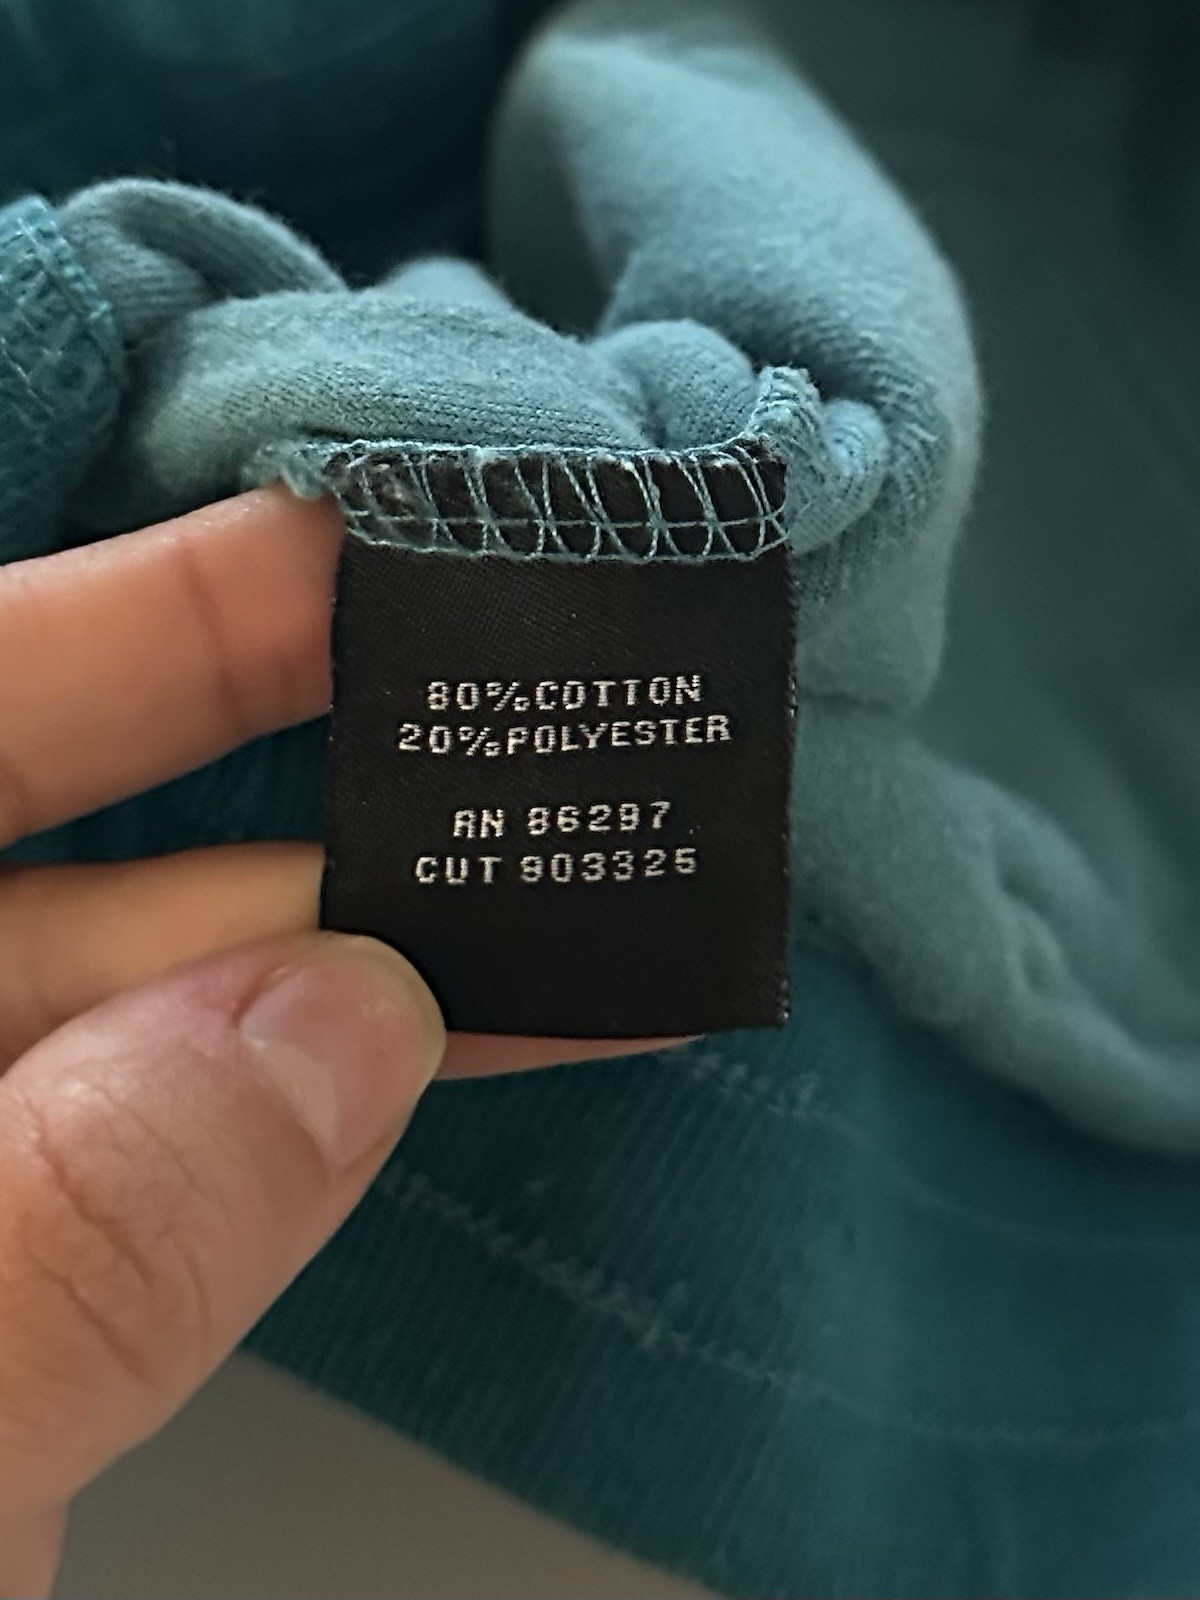 80%COTTON
20%POLYESTER
RN 86297
CUT 903325